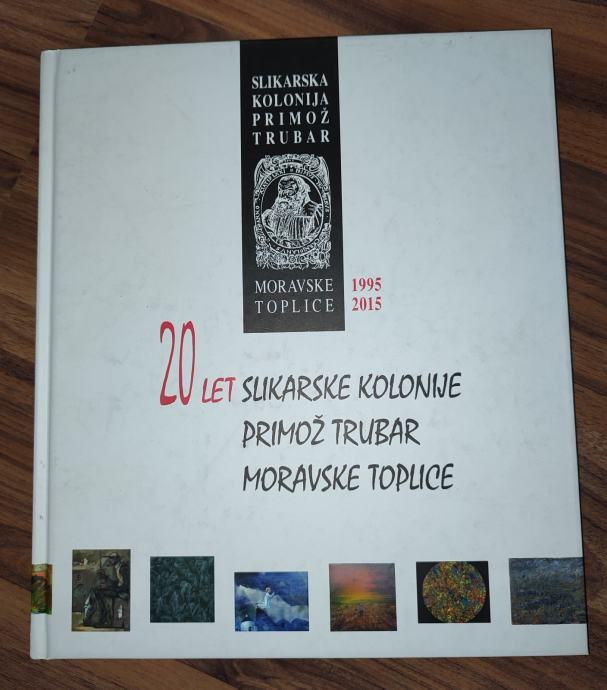 SLIKARSKA
KOLONIJA
PRIMOŽ
TRUBAR
MORAVSKE
TOPLICE
1995
2015
20 LET SLIKARSKE KOLONIJE
PRIMOŽ TRUBAR
MORAVSKE TOPLICE